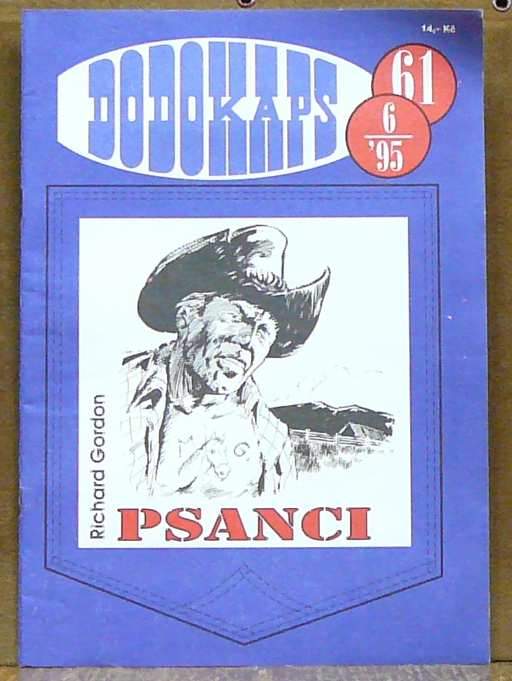 14,- Kč
DODOKAPS
61
6
'95
Richard Gordon
PSANCI